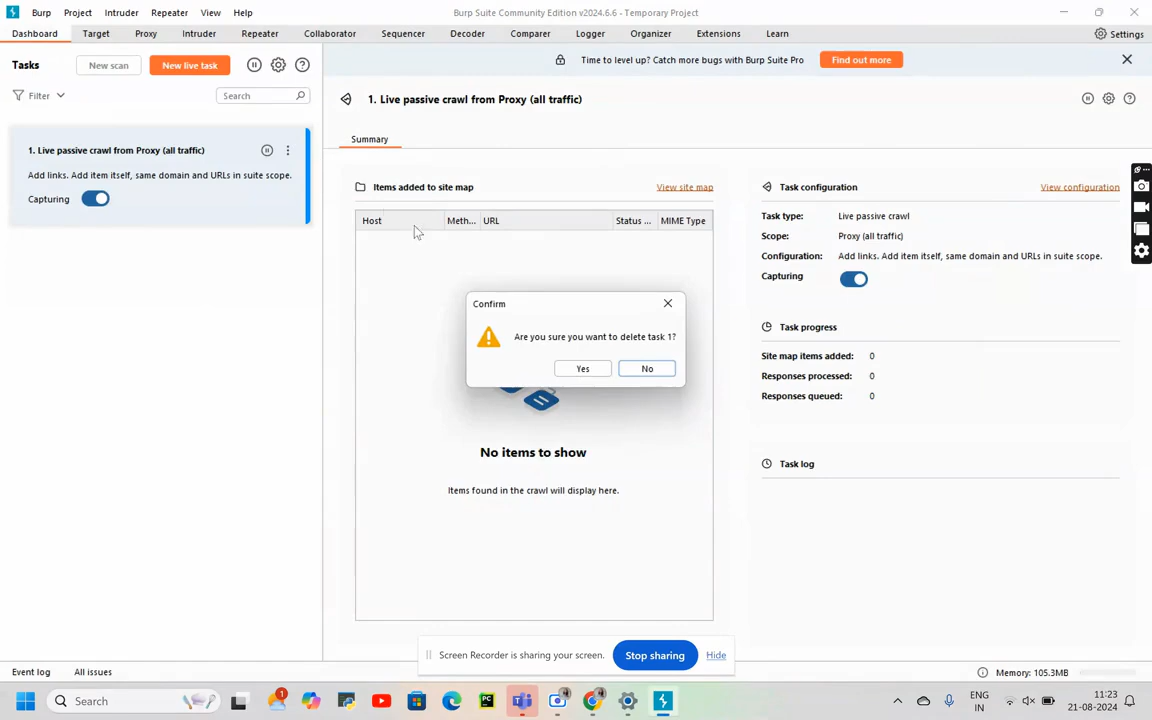 Burp Project Intruder Repeater View Help
Burp Suite Community Edition v2024.6.6 - Temporary Project
Dashboard Target Proxy Intruder Repeater Collaborator Sequencer Decoder Comparer Logger Organizer Extensions Learn
Settings
Tasks
New scan
New live task
Time to level up? Catch more bugs with Burp Suite Pro
Find out more
Filter
Search
1. Live passive crawl from Proxy (all traffic)
Summary
1. Live passive crawl from Proxy (all traffic)
Add links. Add item itself, same domain and URLs in suite scope.
Capturing
Items added to site map
View site map
Host Meth... URL Status ... MIME Type
No items to show
Items found in the crawl will display here.
Confirm
Are you sure you want to delete task 1?
Yes
No
Task configuration
View configuration
Task type: Live passive crawl
Scope: Proxy (all traffic)
Configuration: Add links. Add item itself, same domain and URLs in suite scope.
Capturing
Task progress
Site map items added: 0
Responses processed: 0
Responses queued: 0
Task log
Screen Recorder is sharing your screen.
Stop sharing
Hide
Event log All issues
Memory: 105.3MB
Search
1
PC
ENG
IN
11:23
21-08-2024